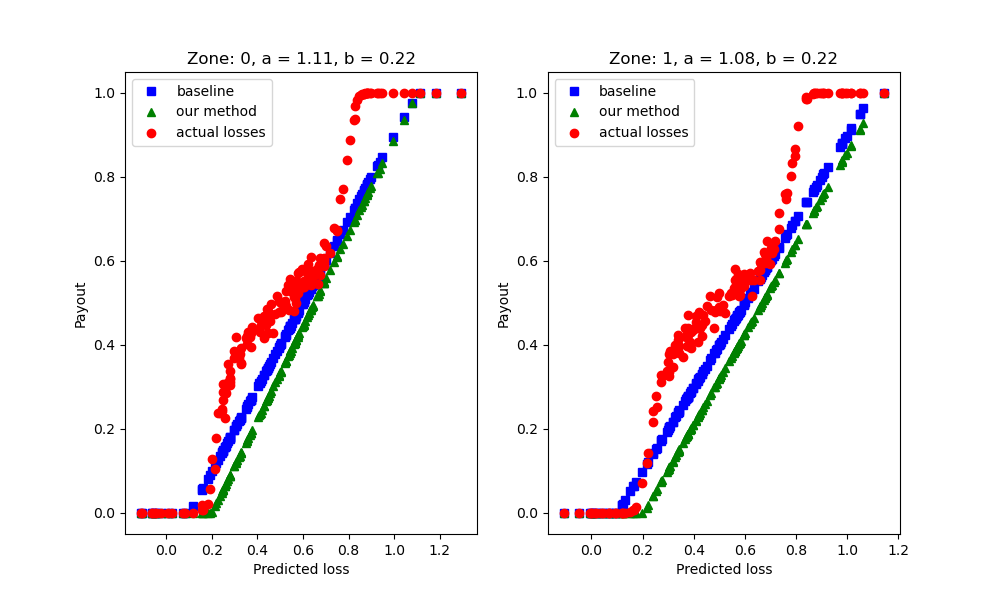 Zone: 0, a = 1.11, b = 0.22
baseline
our method
actual losses
1.0
0.8
0.6
0.4
0.2
0.0
Payout
0.0 0.2 0.4 0.6 0.8 1.0 1.2
Predicted loss
Zone: 1, a = 1.08, b = 0.22
baseline
our method
actual losses
1.0
0.8
0.6
0.4
0.2
0.0
Payout
0.0 0.2 0.4 0.6 0.8 1.0 1.2
Predicted loss